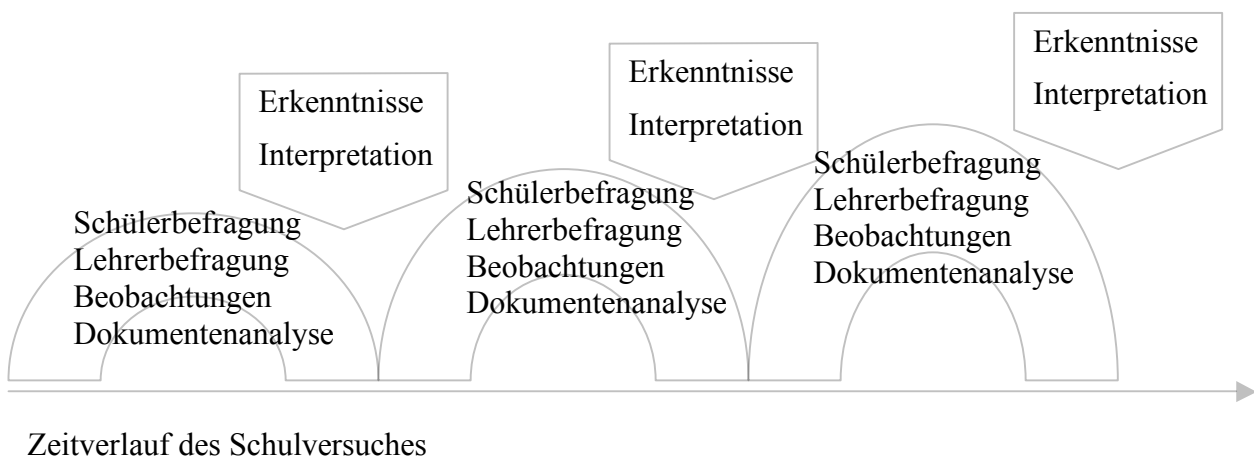 Erkenntnisse
Interpretation
Schülerbefragung
Lehrerbefragung
Beobachtungen
Dokumentenanalyse
Erkenntnisse
Interpretation
Schülerbefragung
Lehrerbefragung
Beobachtungen
Dokumentenanalyse
Erkenntnisse
Interpretation
Schülerbefragung
Lehrerbefragung
Beobachtungen
Dokumentenanalyse
Zeitverlauf des Schulversuches